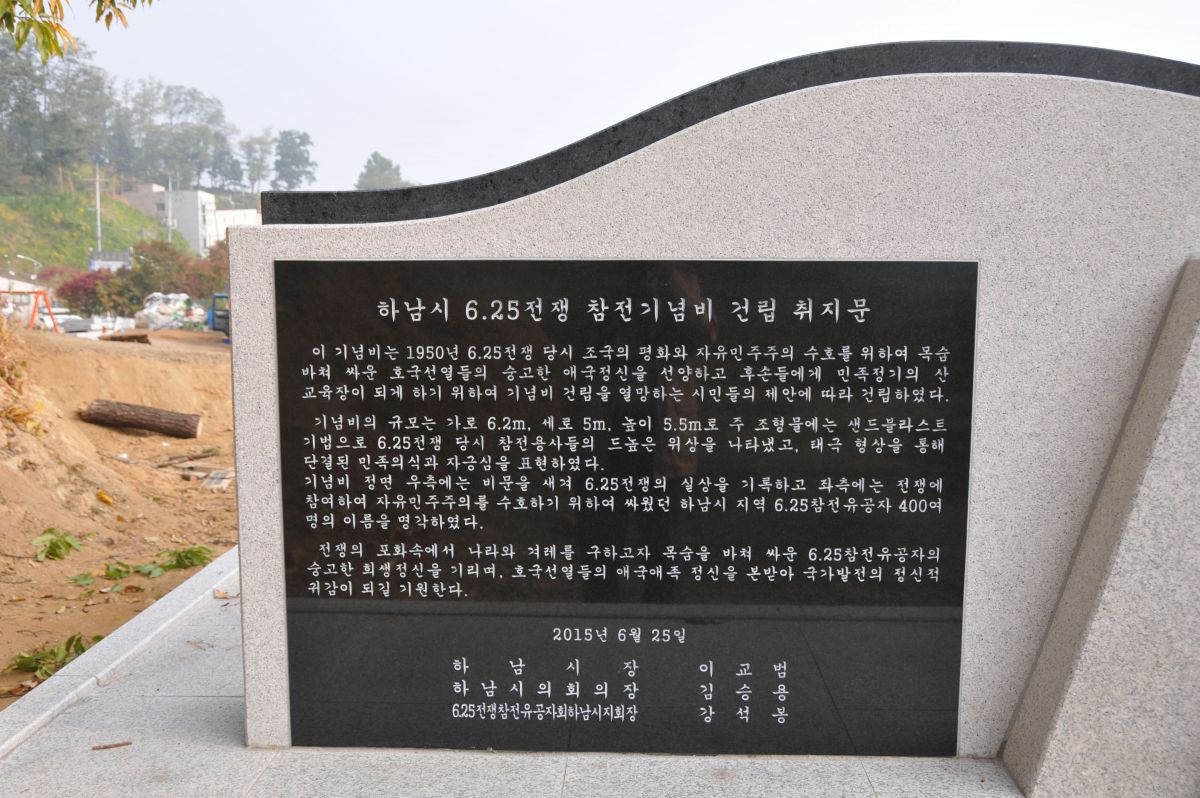 하남시 6.25전쟁 참전기념비 건립 취지문
이 기념비는 1950년 6.25전쟁 당시 조국의 평화와 자유민주주의 수호를 위하여 목숨
바쳐 싸운 호국선열들의 숭고한 애국정신을 선양하고 후손들에게 민족정기의 산
교육장이 되게 하기 위하여 기념비 건립을 열망하는 시민들의 제안에 따라 건립하였다.
기념비의 규모는 가로 6.2m, 세로 5m, 높이 5.5m로 주 조형물에는 샌드블라스트
기법으로 6.25전쟁 당시 참전용사들의 드높은 위상을 나타냈고, 태극 형상을 통해
단결된 민족의식과 자긍심을 표현하였다.
기념비 정면 우측에는 비문을 새겨 6.25전쟁의 실상을 기록하고 좌측에는 전쟁에
참여하여 자유민주주의를 수호하기 위하여 싸웠던 하남시 지역 6.25참전유공자 400여
명의 이름을 명각하였다.
전쟁의 포화속에서 나라와 겨레를 구하고자 목숨을 바쳐 싸운 6.25참전유공자의
숭고한 희생정신을 기리며, 호국선열들의 애국애족 정신을 본받아 국가발전의 정신적
귀감이 되길 기원한다.
2015년 6월 25일
하 남 시 장 이 교 범
하남시의회의장 김 승 용
6.25전쟁참전유공자회하남시지회장 강 석 봉